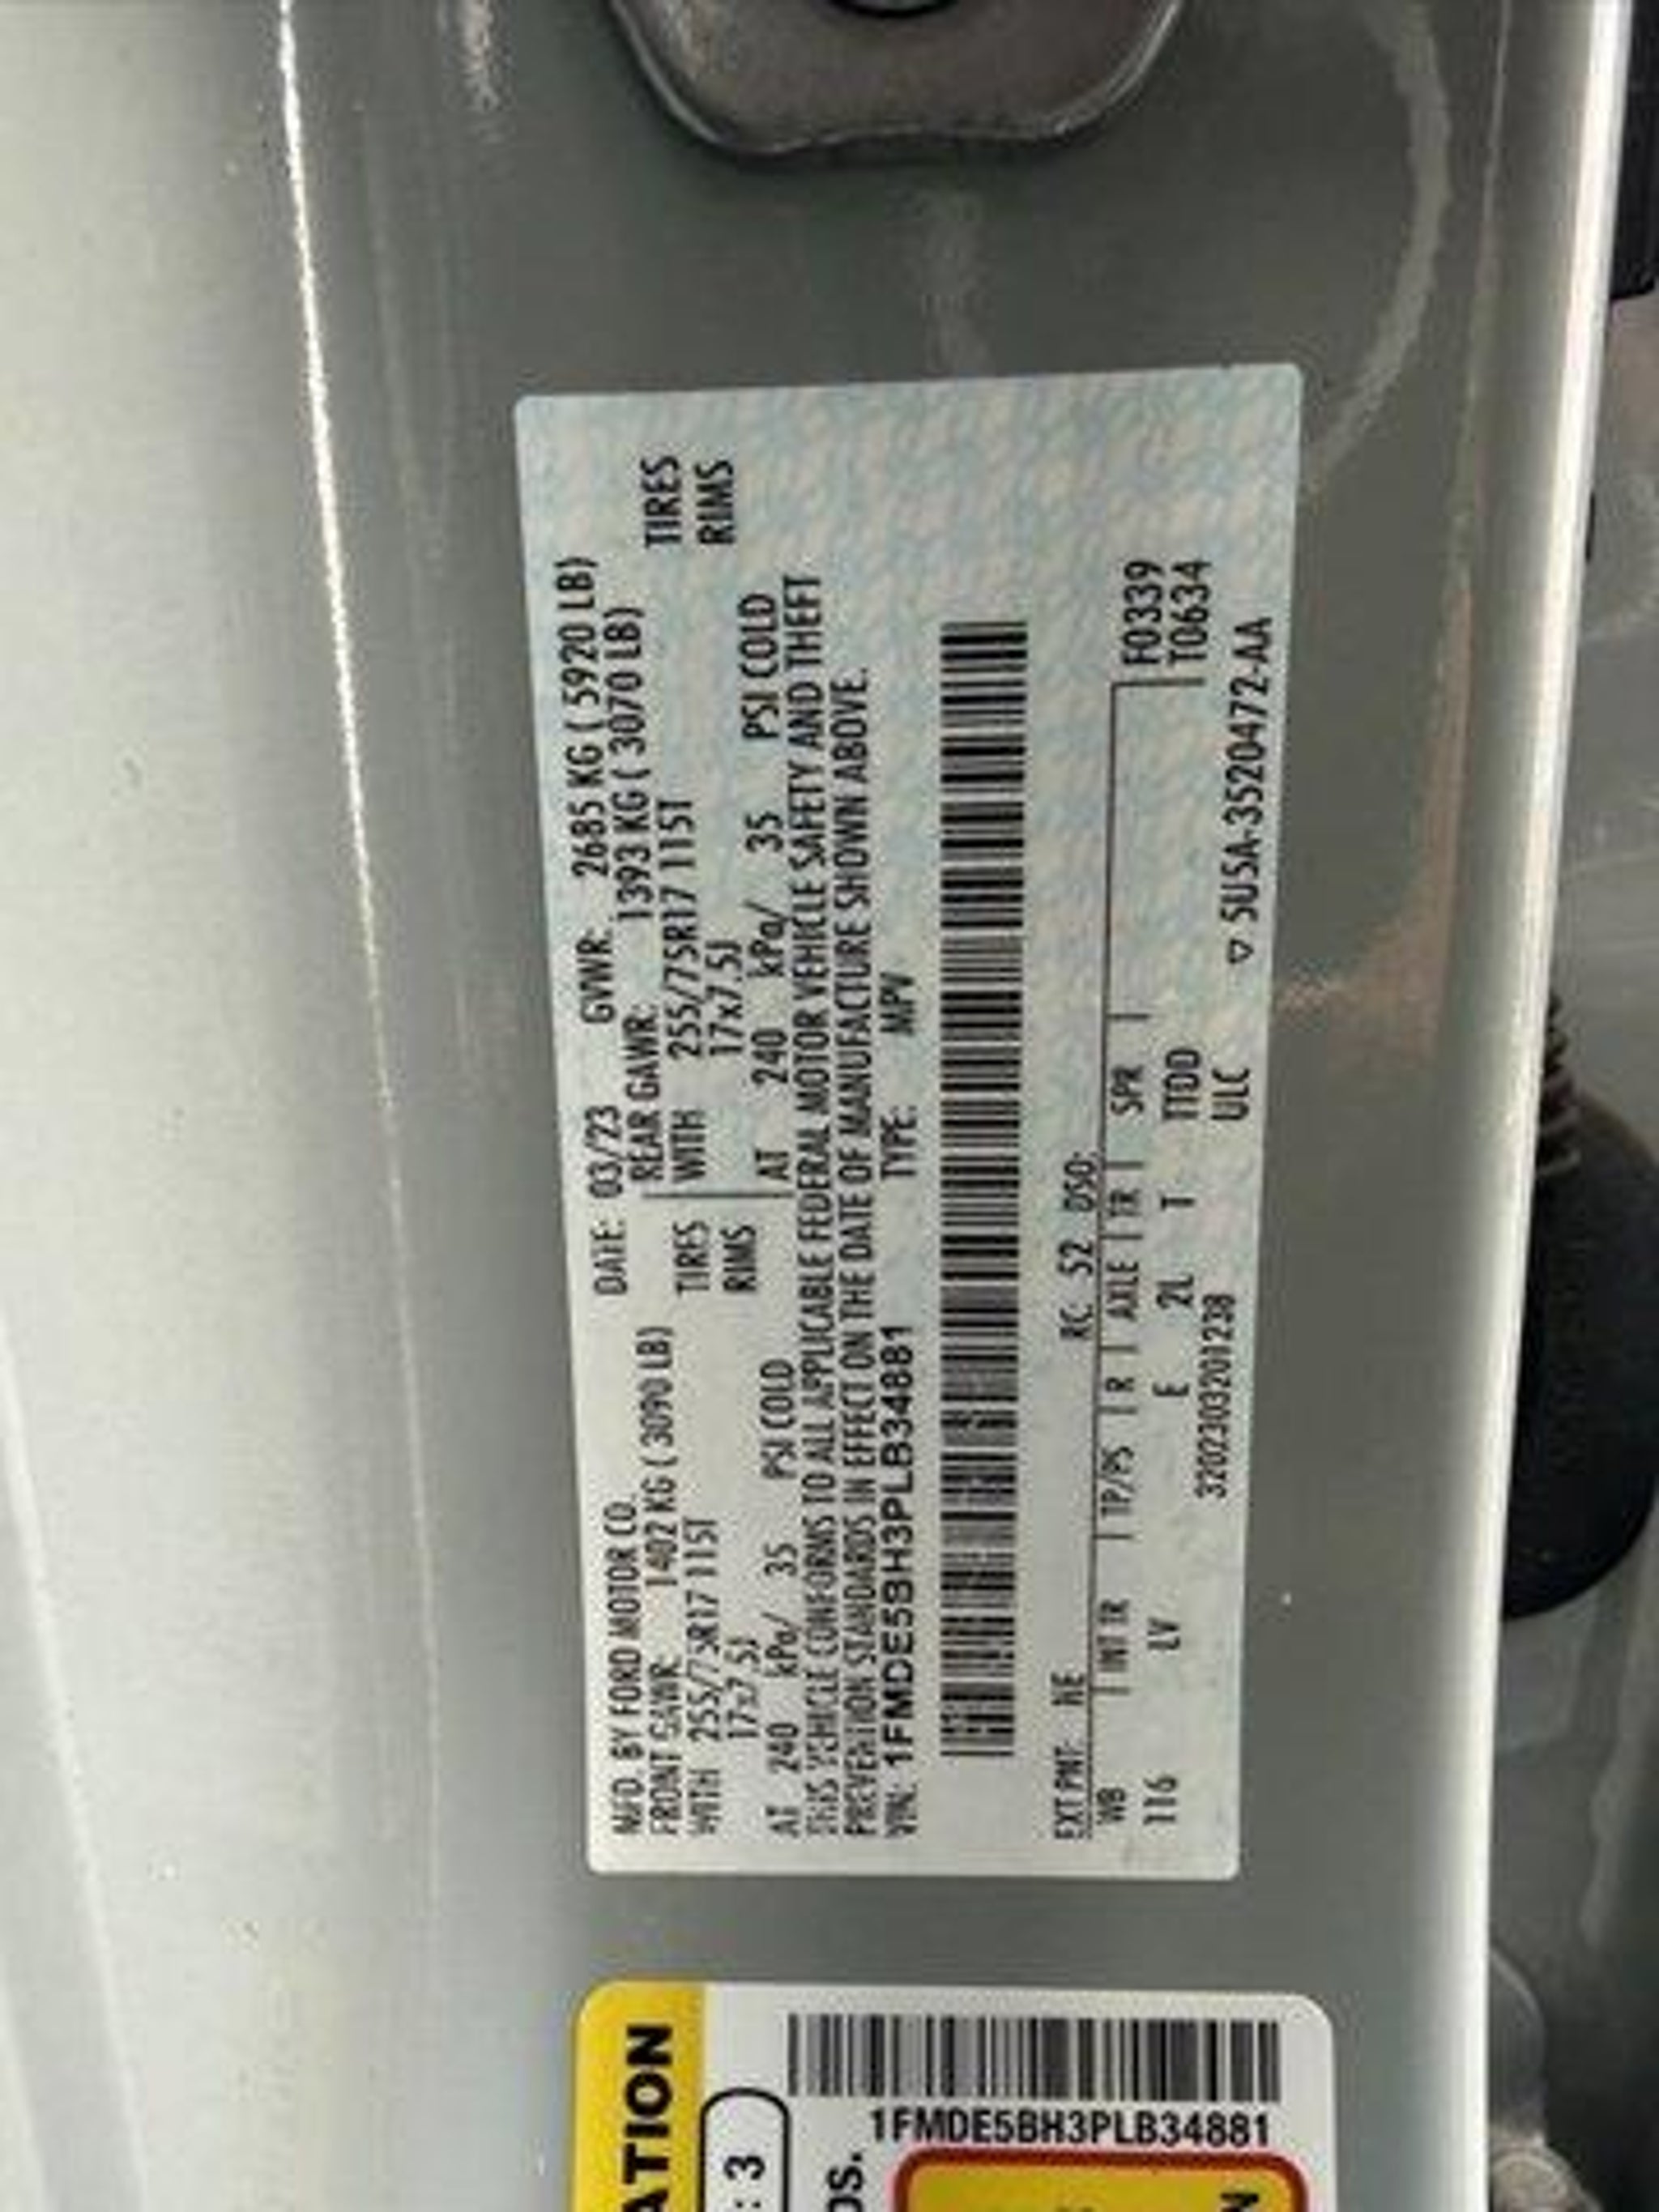 MFD. BY FORD MOTOR CO. DATE: 03/23 GVWR: 2685 KG ( 5920 LB)
FRONT GAWR: 1402 KG ( 3090 LB) REAR GAWR: 1393 KG ( 3070 LB)
WITH 255/75R17 115T TIRES WITH 255/75R17 115T TIRES
17x7.5J RIMS 17x7.5J RIMS
AT 240 kPa/ 35 PSI COLD AT 240 kPa/ 35 PSI COLD
THIS VEHICLE CONFORMS TO ALL APPLICABLE FEDERAL MOTOR VEHICLE SAFETY AND THEFT
PREVENTION STANDARDS IN EFFECT ON THE DATE OF MANUFACTURE SHOWN ABOVE.
VIN: 1FMDE5BH3PLB34881 TYPE: MPV
EXT PNT: NE RC: 52 DSO:
WB | INT TR | TP/PS | R | AXLE | TR | SPR | F0339
116 LV E 2L T TTDD T0634
3202303201238 ULC ▽ 5U5A-3520472-AA
ATION
: 3
1FMDE5BH3PLB34881
OS.
N